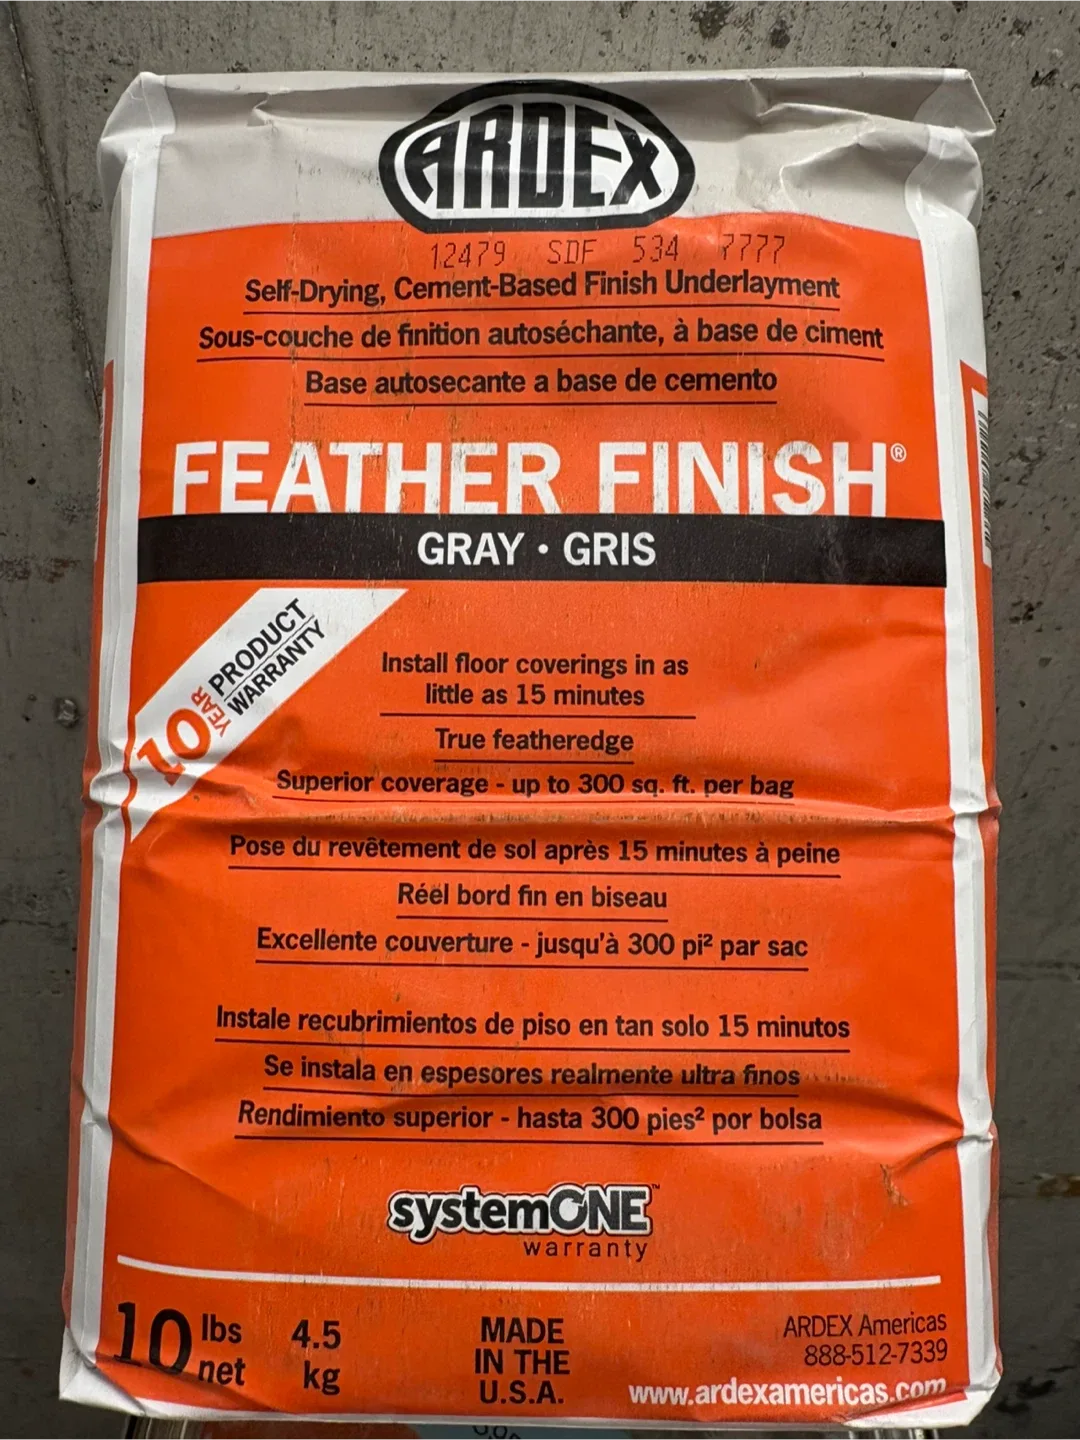 ARDEX
12479 SDF 534 7777
Self-Drying, Cement-Based Finish Underlayment
Sous-couche de finition autoséchante, à base de ciment
Base autosecante a base de cemento
FEATHER FINISH®
GRAY • GRIS
10 YEAR PRODUCT WARRANTY
Install floor coverings in as
little as 15 minutes
True featheredge
Superior coverage - up to 300 sq. ft. per bag
Pose du revêtement de sol après 15 minutes à peine
Réel bord fin en biseau
Excellente couverture - jusqu'à 300 pi² par sac
Instale recubrimientos de piso en tan solo 15 minutos
Se instala en espesores realmente ultra finos
Rendimiento superior - hasta 300 pies² por bolsa
systemONE™
warranty
10 lbs net
4.5 kg
MADE
IN THE
U.S.A.
ARDEX Americas
888-512-7339
www.ardexamericas.com